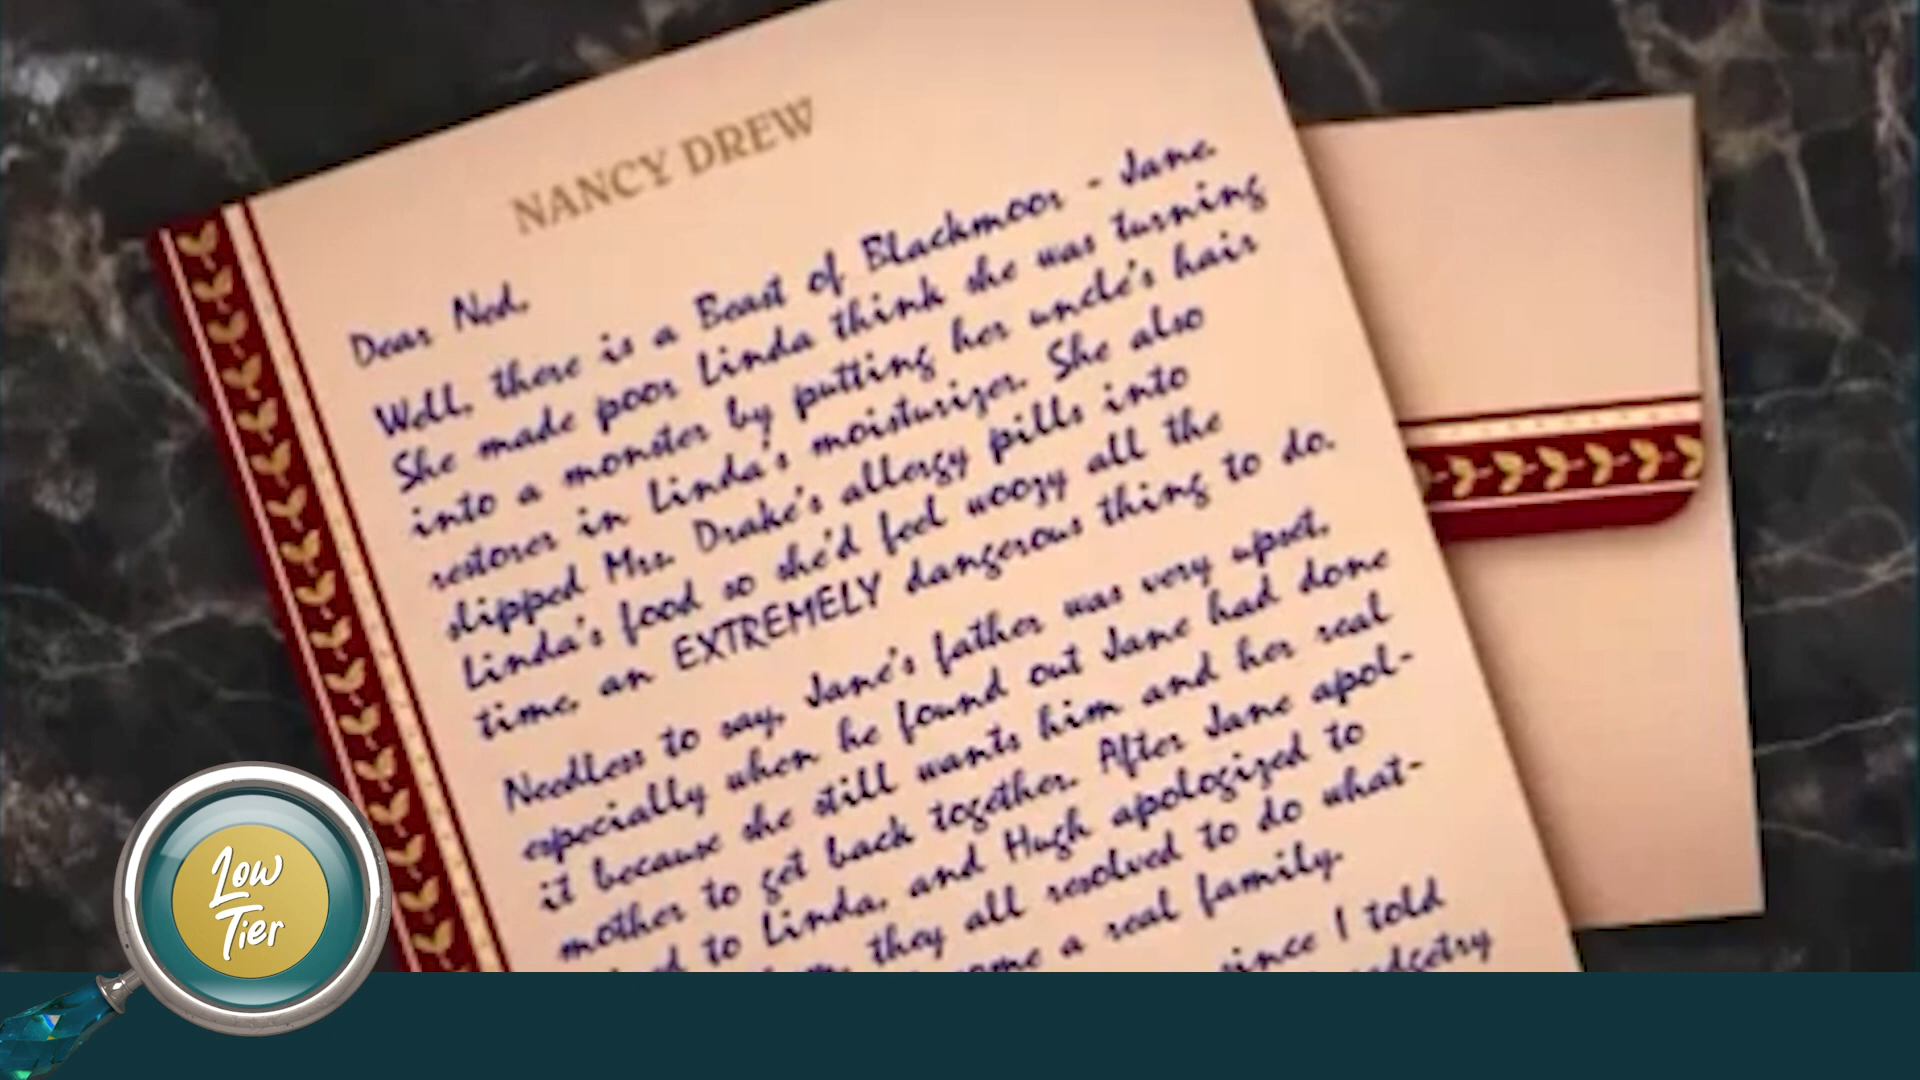 NANCY DREW
Dear Ned,
Well, there is a Beast of Blackmoor - Jane.
She made poor Linda think she was turning
into a monster by putting her uncle's hair
restorer in Linda's moisturizer. She also
slipped Mrs. Drake's allergy pills into
Linda's food so she'd feel woozy all the
time, an EXTREMELY dangerous thing to do.
Needless to say, Jane's father was very upset,
especially when he found out Jane had done
it because she still wants him and her real
mother to get back together. After Jane apol-
to Linda, and Hugh apologized to
they all resolved to do what-
a real family.
since I told
Low
Tier